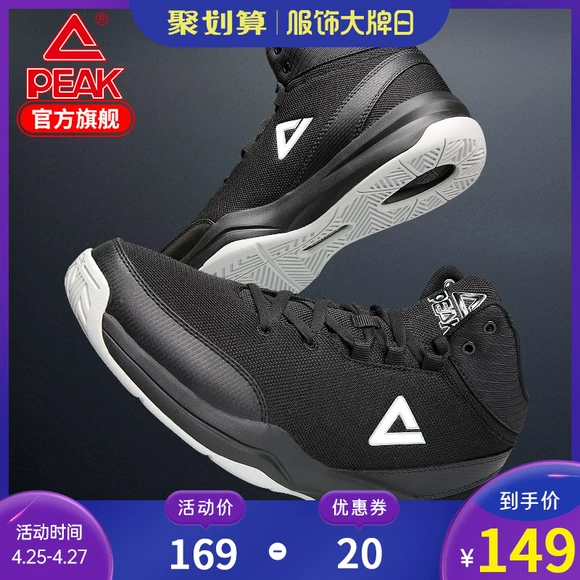 聚划算 服饰大牌日
®
PEAK
官方旗舰
PEAK
活动时间
4.25-4.27
活动价
169
-
优惠券
20
到手价
¥149